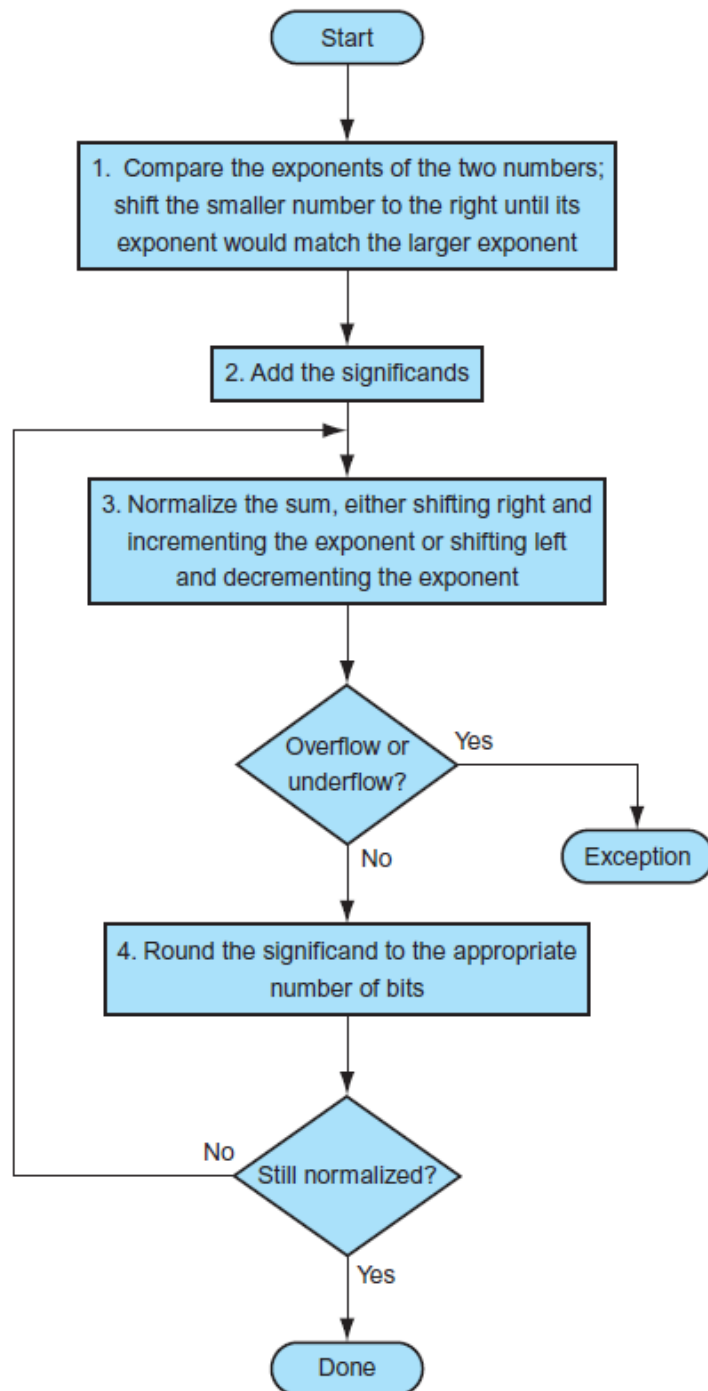 Start
1. Compare the exponents of the two numbers;
shift the smaller number to the right until its
exponent would match the larger exponent
2. Add the significands
3. Normalize the sum, either shifting right and
incrementing the exponent or shifting left
and decrementing the exponent
Overflow or
underflow?
Yes
No
Exception
4. Round the significand to the appropriate
number of bits
No
Still normalized?
Yes
Done